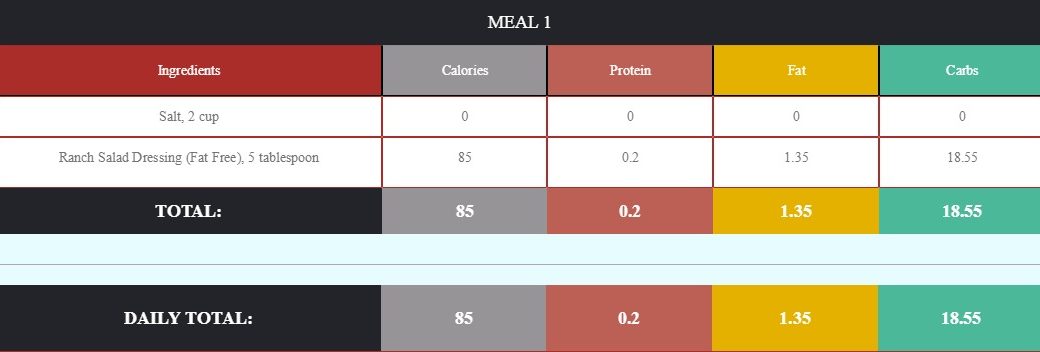 MEAL 1
Ingredients Calories Protein Fat Carbs
Salt, 2 cup 0 0 0 0
Ranch Salad Dressing (Fat Free), 5 tablespoon 85 0.2 1.35 18.55
TOTAL: 85 0.2 1.35 18.55
DAILY TOTAL: 85 0.2 1.35 18.55